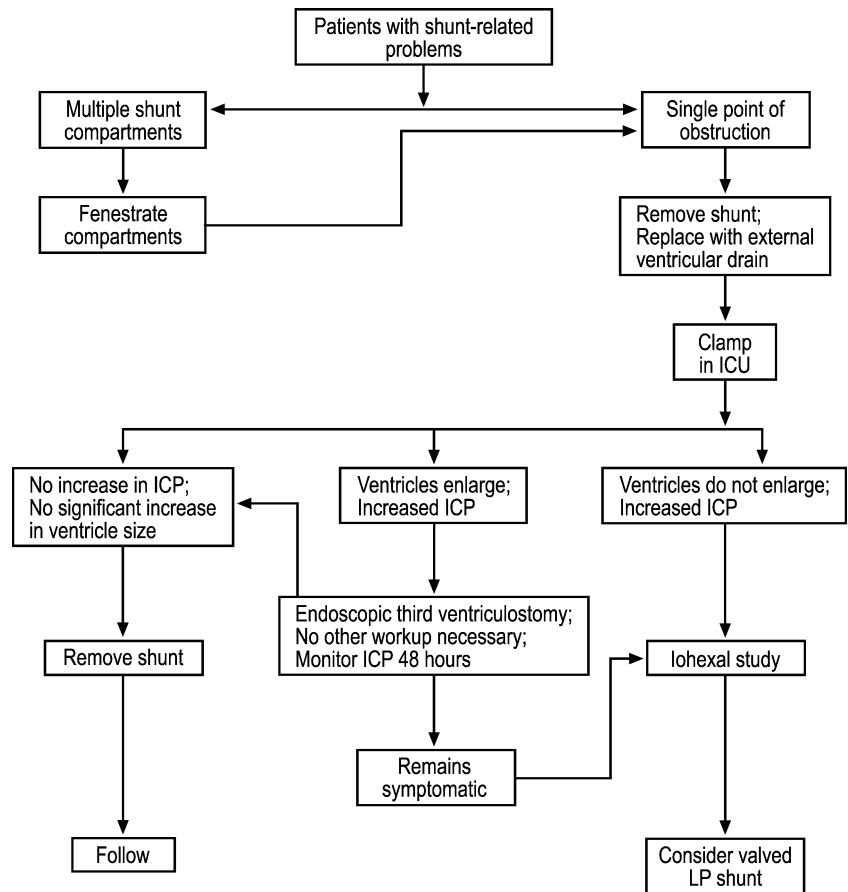 Patients with shunt-related
problems
Multiple shunt
compartments
Single point of
obstruction
Fenestrate
compartments
Remove shunt;
Replace with external
ventricular drain
Clamp
in ICU
No increase in ICP;
No significant increase
in ventricle size
Ventricles enlarge;
Increased ICP
Ventricles do not enlarge;
Increased ICP
Endoscopic third ventriculostomy;
No other workup necessary;
Monitor ICP 48 hours
Remove shunt
Iohexal study
Remains
symptomatic
Follow
Consider valved
LP shunt